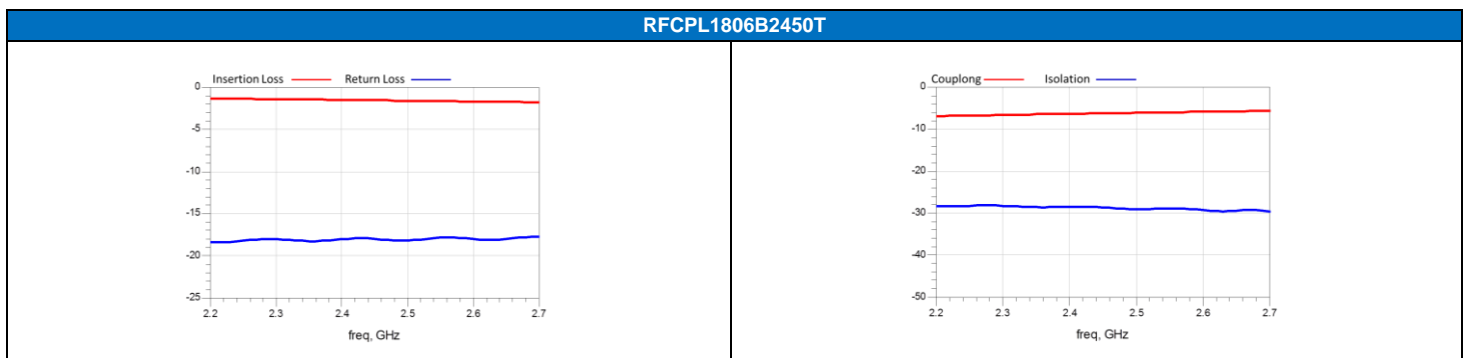 RFCPL1806B2450T
Insertion Loss Return Loss
0
-5
-10
-15
-20
-25
2.2 2.3 2.4 2.5 2.6 2.7
freq, GHz
Couplong Isolation
0
-10
-20
-30
-40
-50
2.2 2.3 2.4 2.5 2.6 2.7
freq, GHz